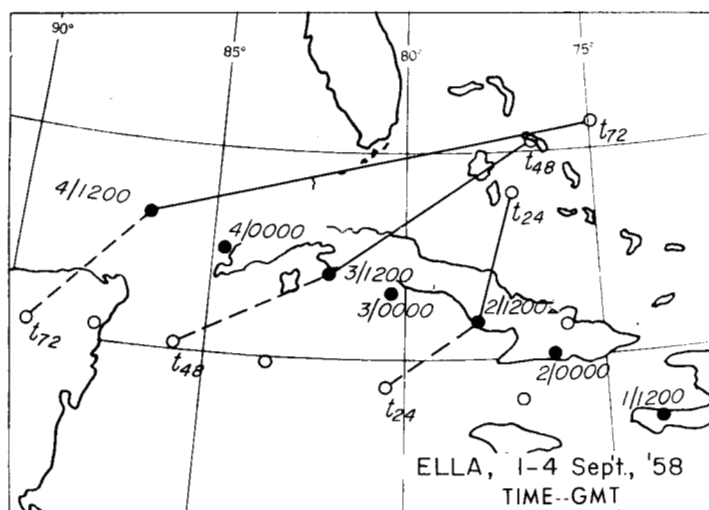 90°
85°
80°
75°
t72
t48
4/1200
t24
4/0000
3/1200
3/0000
2/1200
t72
t48
2/0000
t24
1/1200
ELLA, 1-4 Sept., '58
TIME--GMT